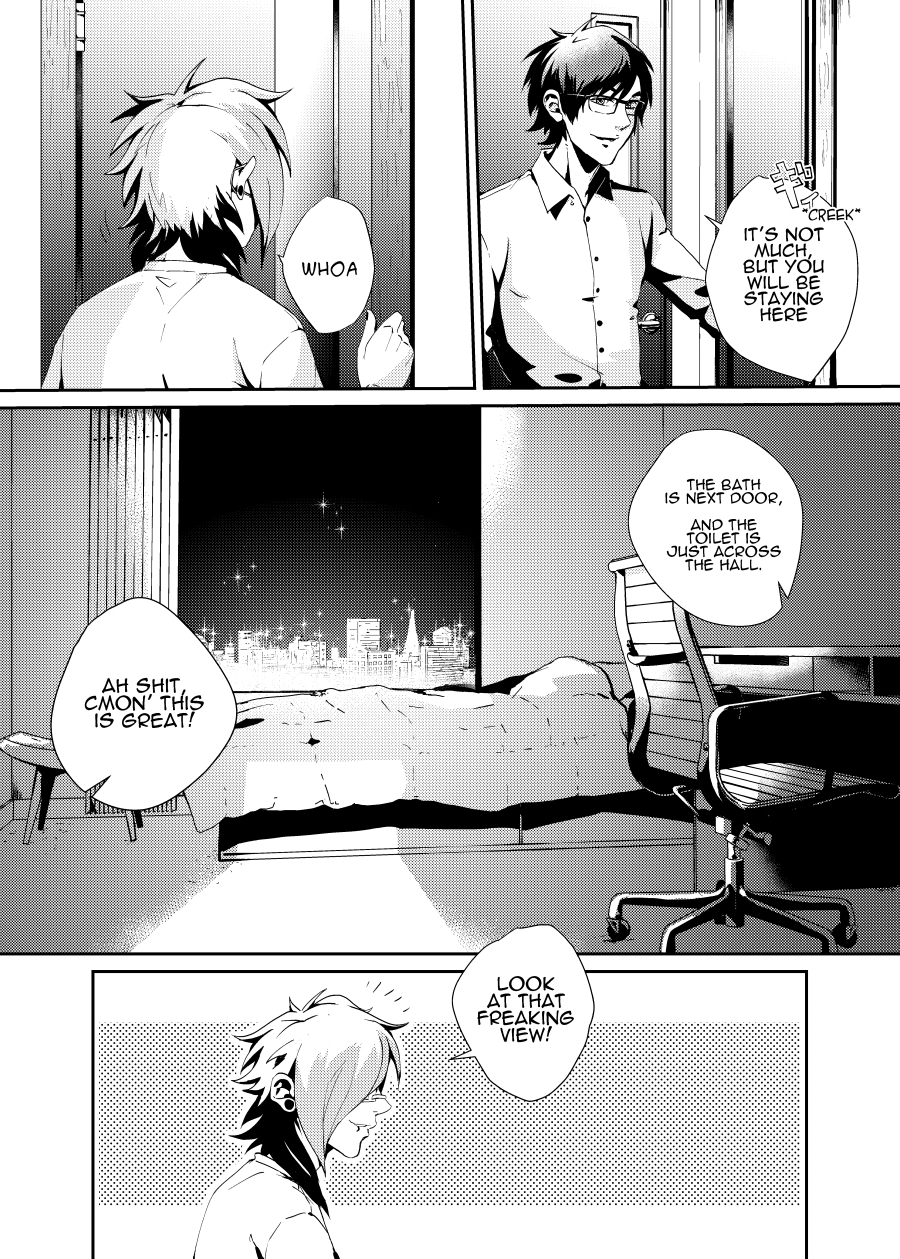 ギィ
*CREEK*
IT'S NOT
MUCH,
BUT YOU
WILL BE
STAYING
HERE
WHOA
THE BATH
IS NEXT DOOR,
AND THE
TOILET IS
JUST ACROSS
THE HALL.
AH SHIT,
CMON' THIS
IS GREAT!
LOOK
AT THAT
FREAKING
VIEW!